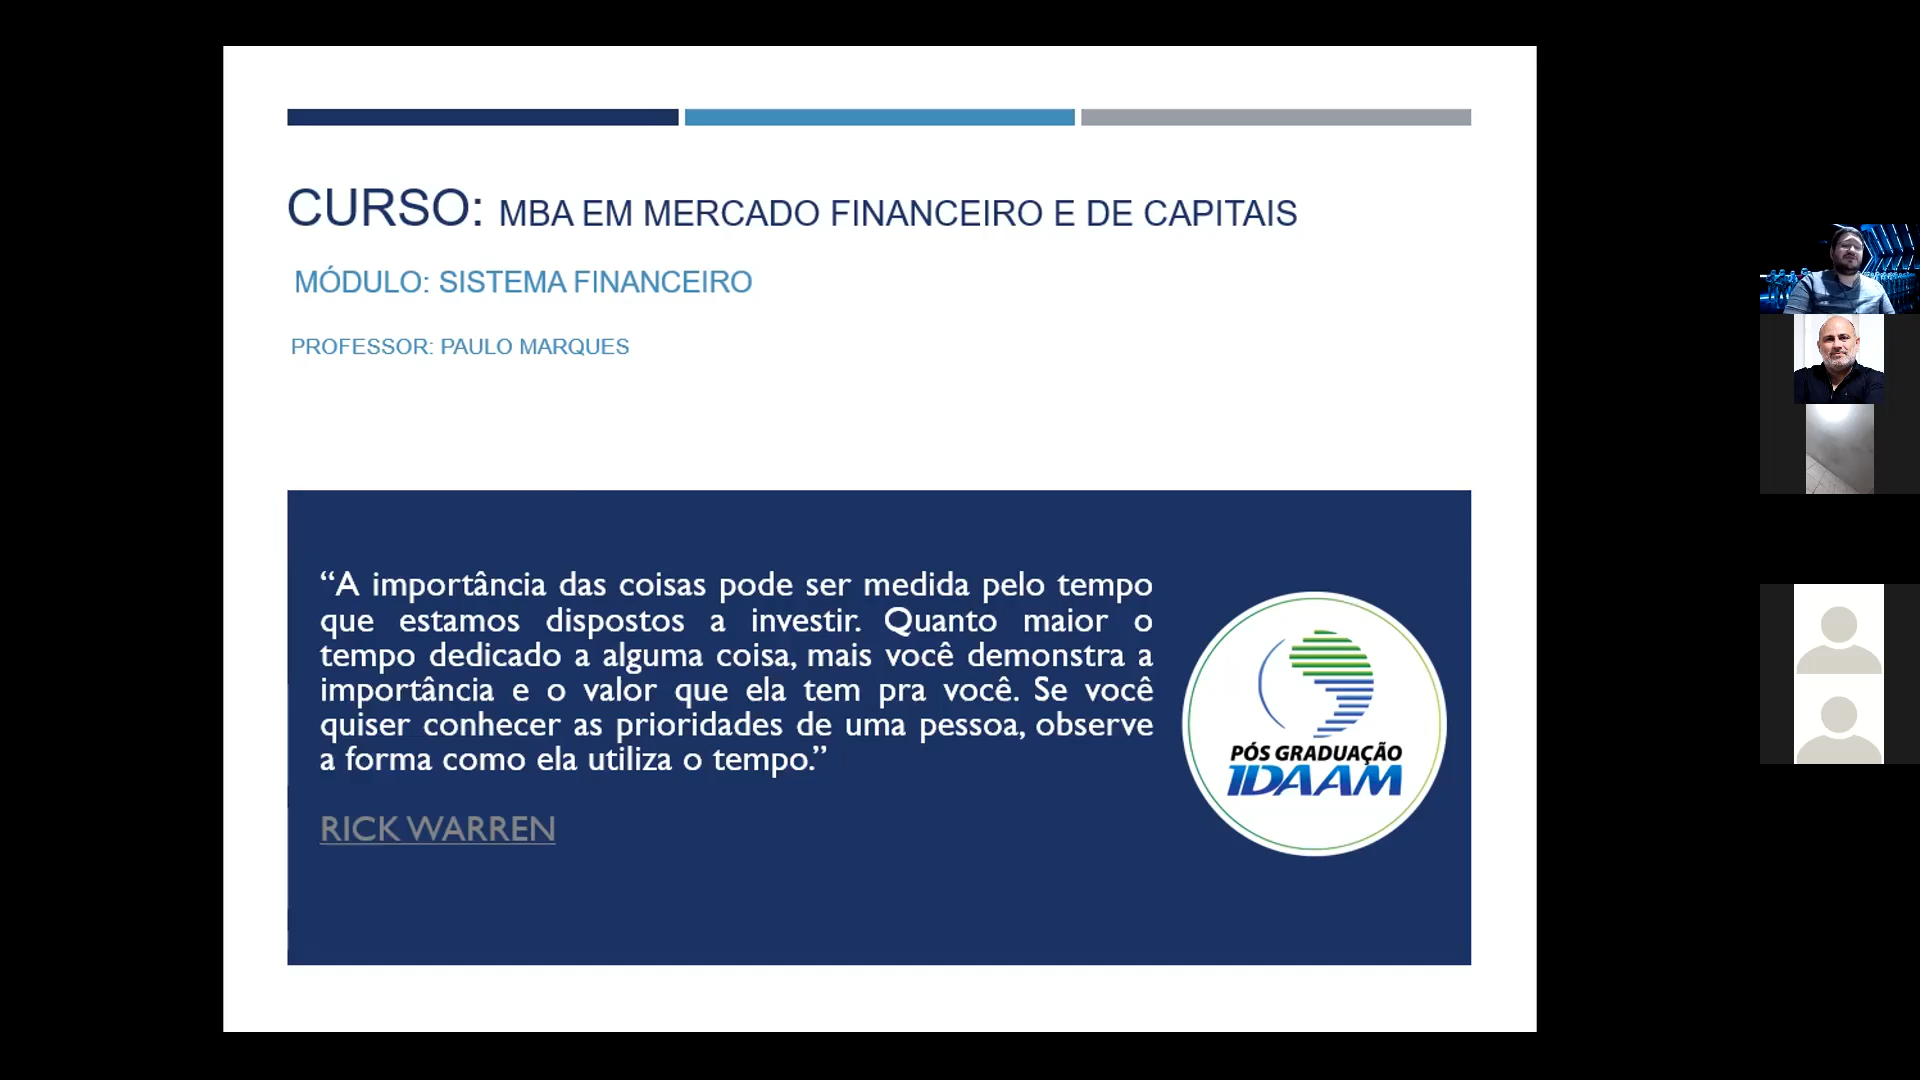 CURSO: MBA EM MERCADO FINANCEIRO E DE CAPITAIS
MÓDULO: SISTEMA FINANCEIRO
PROFESSOR: PAULO MARQUES
“A importância das coisas pode ser medida pelo tempo
que estamos dispostos a investir. Quanto maior o
tempo dedicado a alguma coisa, mais você demonstra a
importância e o valor que ela tem pra você. Se você
quiser conhecer as prioridades de uma pessoa, observe
a forma como ela utiliza o tempo.”
RICK WARREN
PÓS GRADUAÇÃO
IDAAM